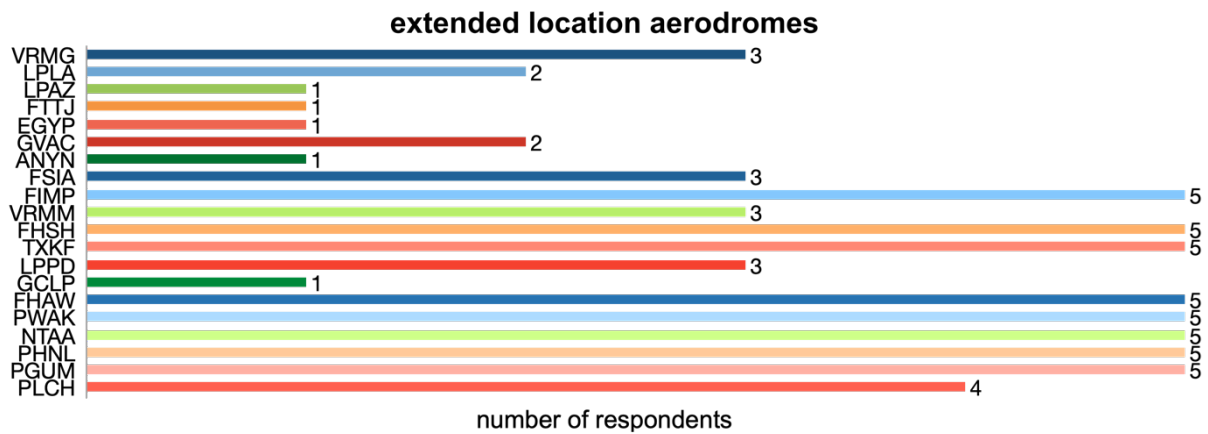 extended location aerodromes
VRMG 3
LPLA 2
LPAZ 1
FTTJ 1
EGYP 1
GVAC 2
ANYN 1
FSIA 3
FIMP 5
VRMM 3
FHSH 5
TXKF 5
LPPD 3
GCLP 1
FHAW 5
PWAK 5
NTAA 5
PHNL 5
PGUM 5
PLCH 4
number of respondents